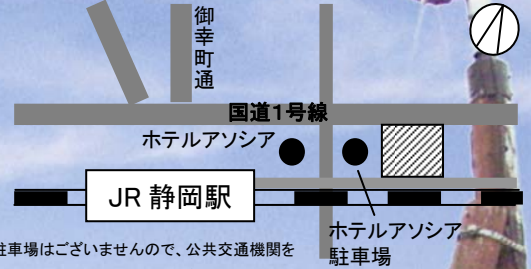 御幸町通
国道1号線
ホテルアソシア
JR 静岡駅
ホテルアソシア
駐車場
駐車場はございませんので、公共交通機関を